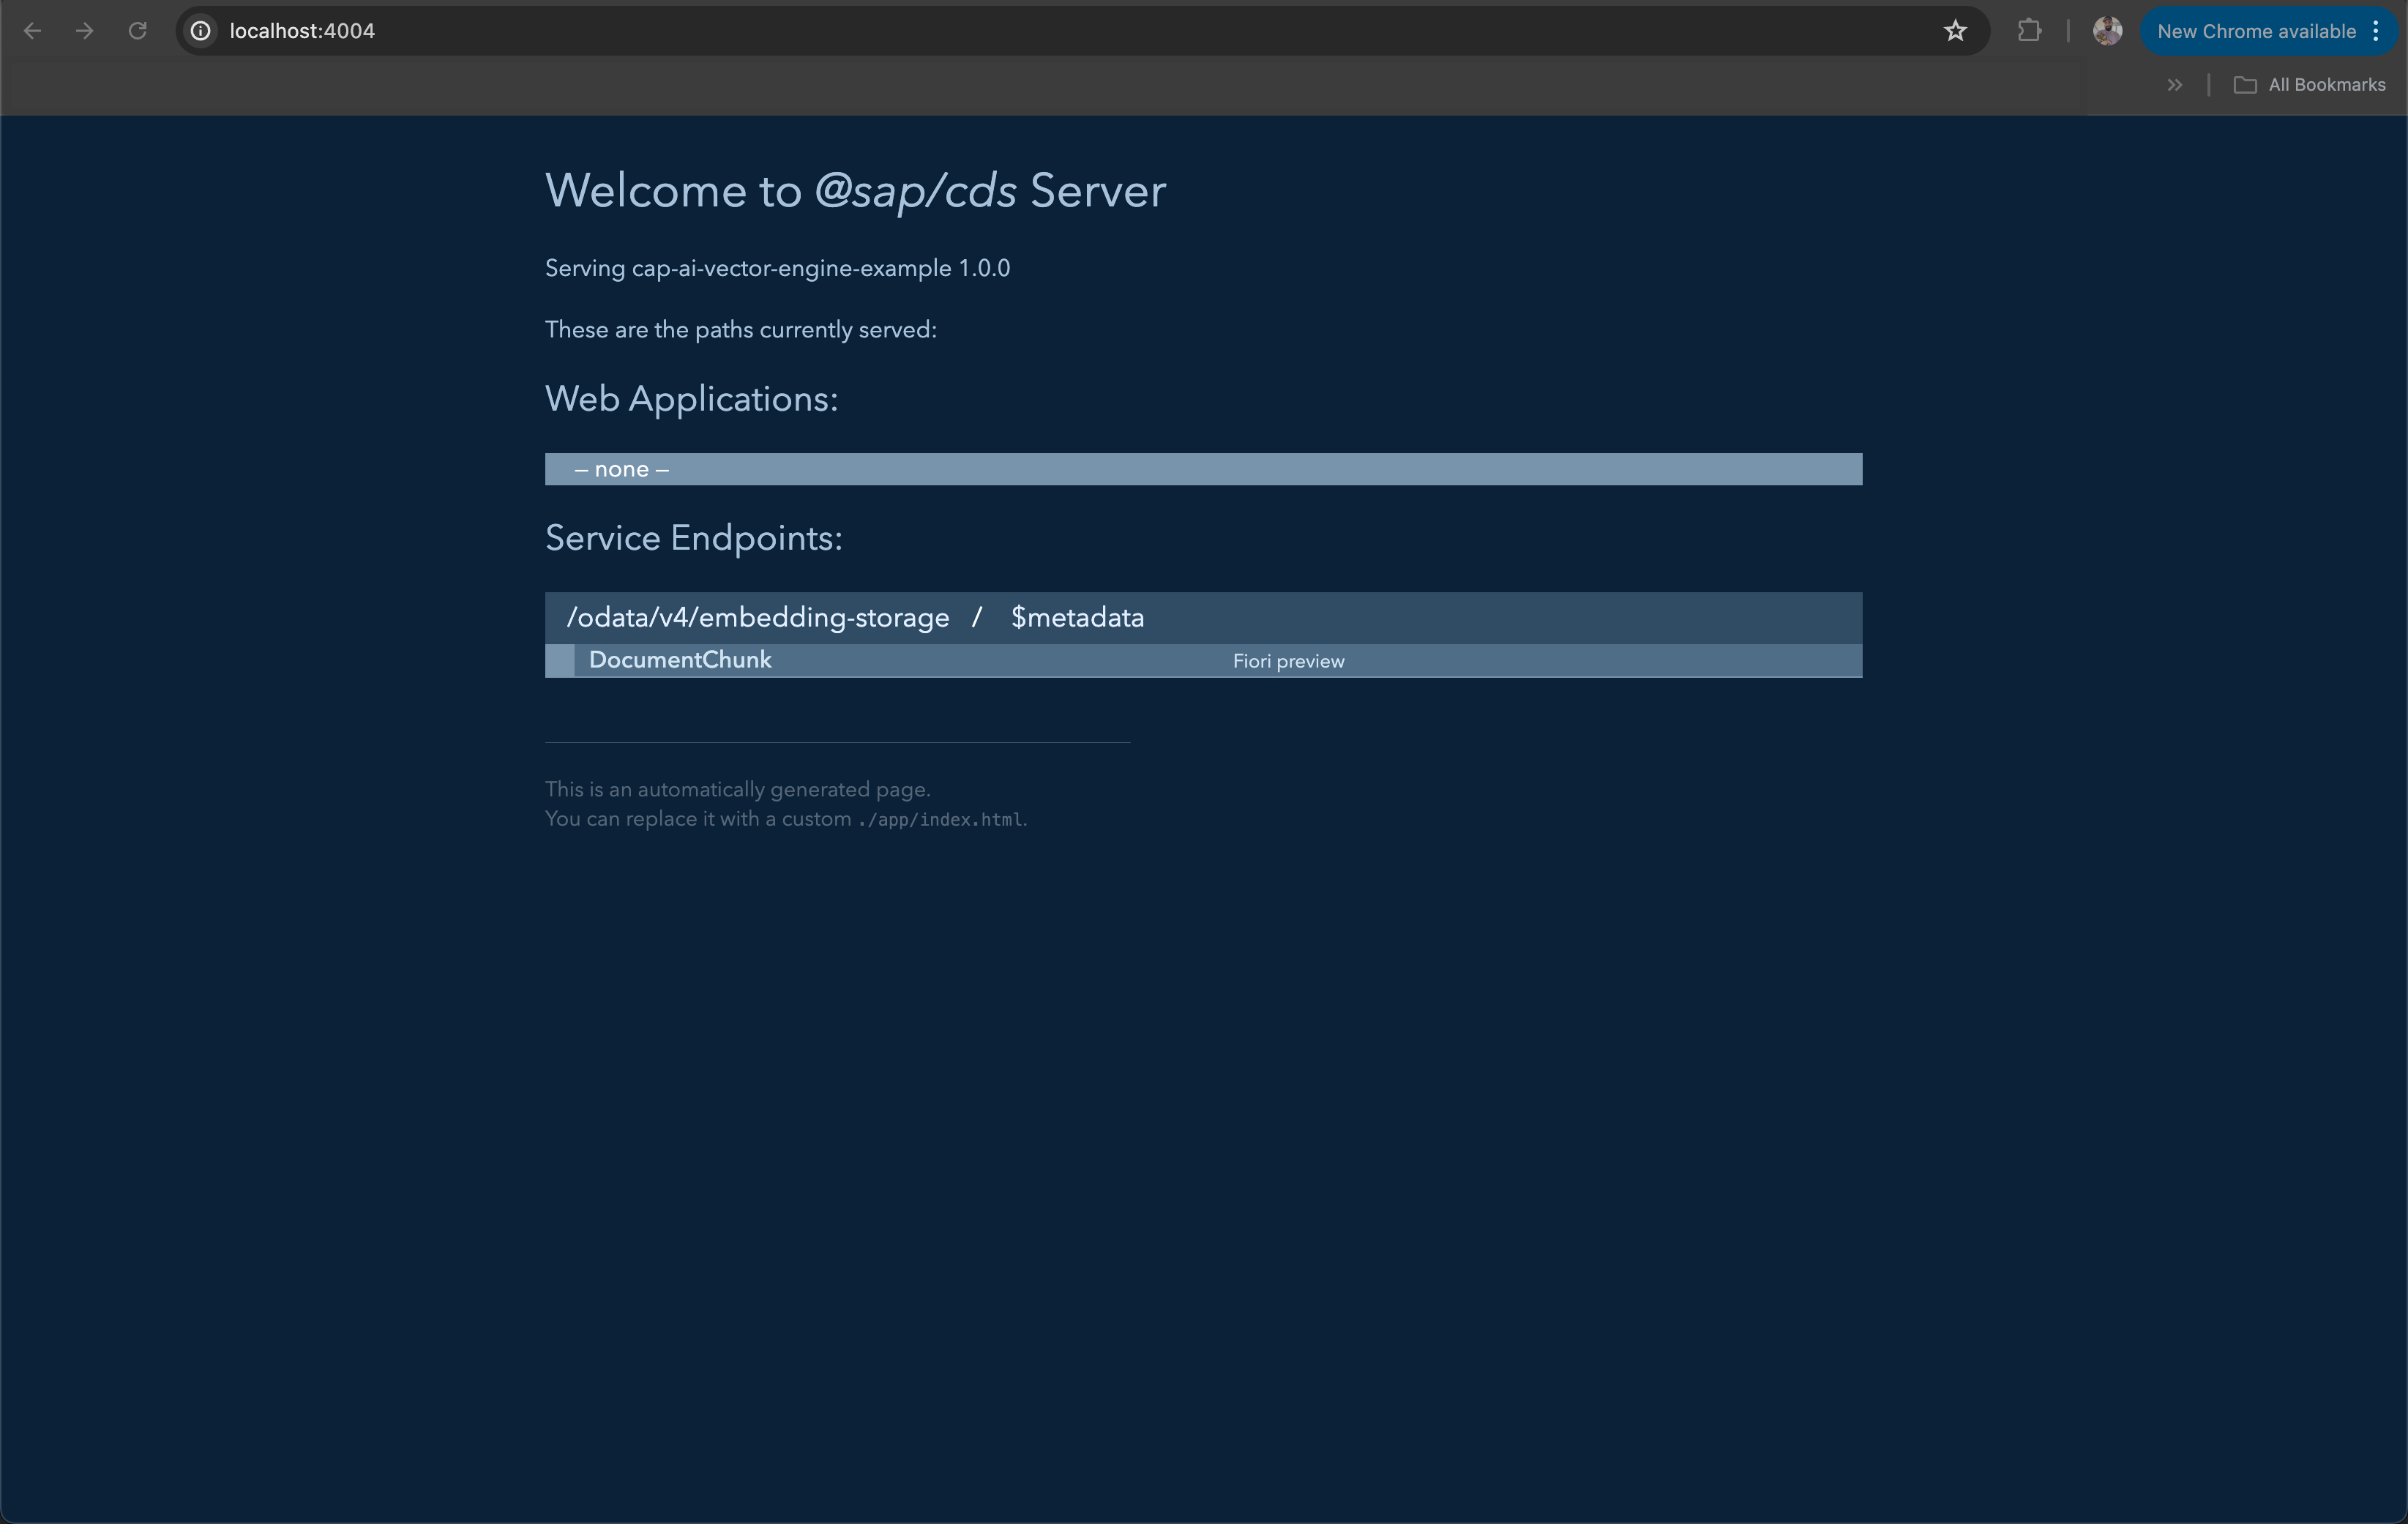 localhost:4004
New Chrome available
All Bookmarks
Welcome to @sap/cds Server
Serving cap-ai-vector-engine-example 1.0.0
These are the paths currently served:
Web Applications:
– none –
Service Endpoints:
/odata/v4/embedding-storage / $metadata
DocumentChunk Fiori preview
This is an automatically generated page.
You can replace it with a custom ./app/index.html.